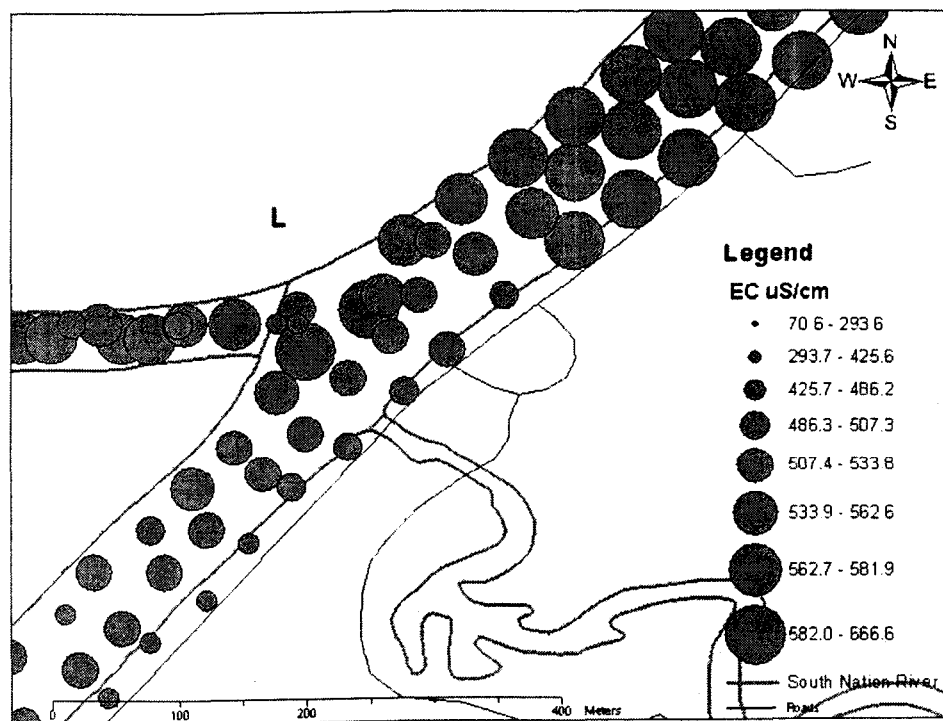 N
W E
S
L
Legend
EC uS/cm
70.6 - 293.6
293.7 - 425.6
425.7 - 486.2
486.3 - 507.3
507.4 - 533.8
533.9 - 562.6
562.7 - 581.9
582.0 - 666.6
South Nation River
Roads
0 100 200 400 Meters